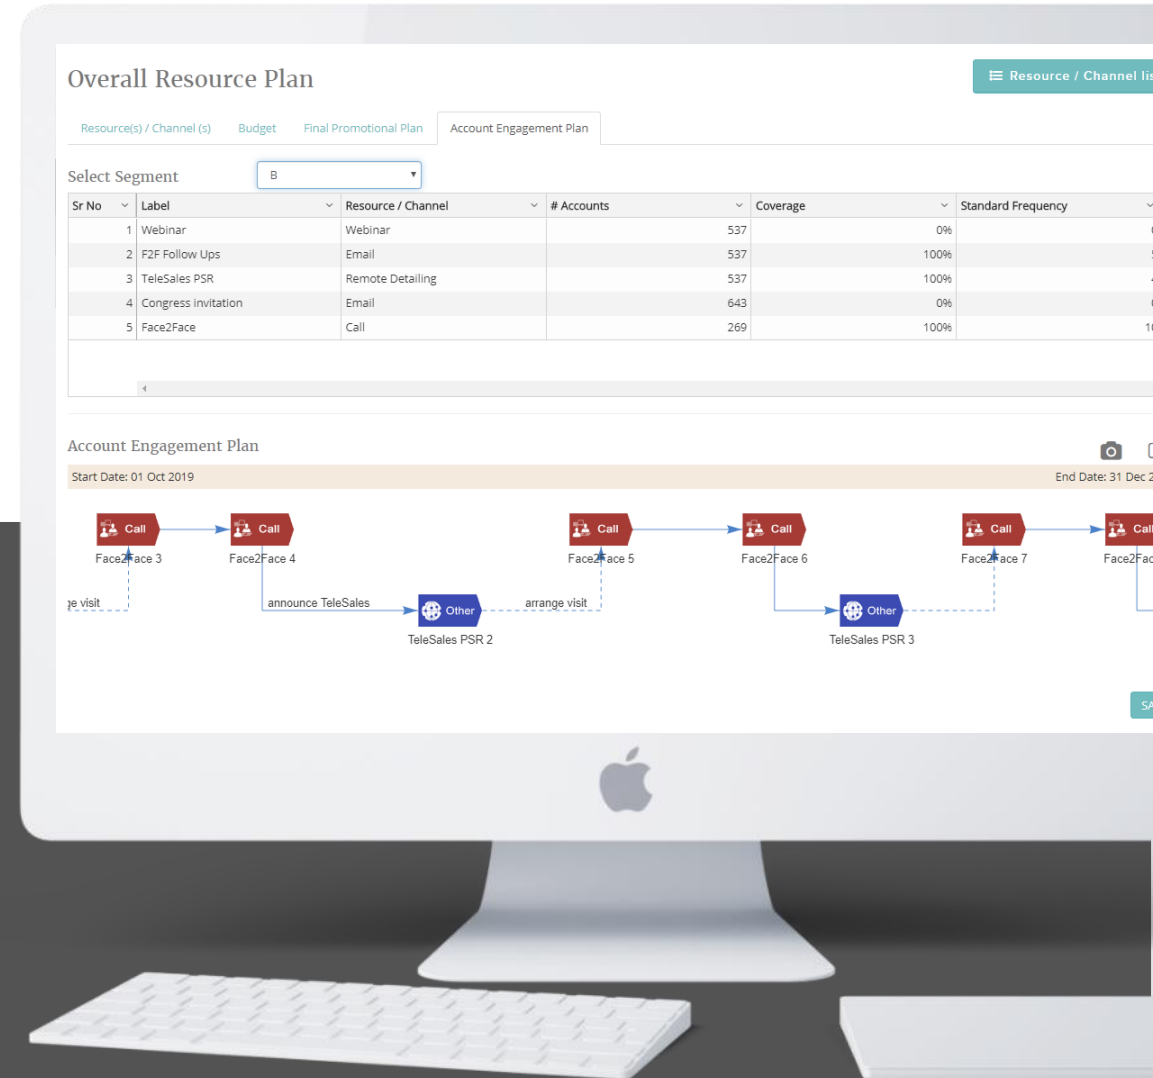 Overall Resource Plan
Resource / Channel
Resource(s) / Channel (s) Budget Final Promotional Plan Account Engagement Plan
Select Segment B
Sr No Label Resource / Channel # Accounts Coverage Standard Frequency
1 Webinar Webinar 537 0%
2 F2F Follow Ups Email 537 100%
3 TeleSales PSR Remote Detailing 537 100%
4 Congress invitation Email 643 0%
5 Face2Face Call 269 100%
Account Engagement Plan
Start Date: 01 Oct 2019 End Date: 31 Dec
Call Call Call Call Call Call
Face2Face 3 Face2Face 4 Face2Face 5 Face2Face 6 Face2Face 7
visit announce TeleSales Other arrange visit Other
TeleSales PSR 2 TeleSales PSR 3